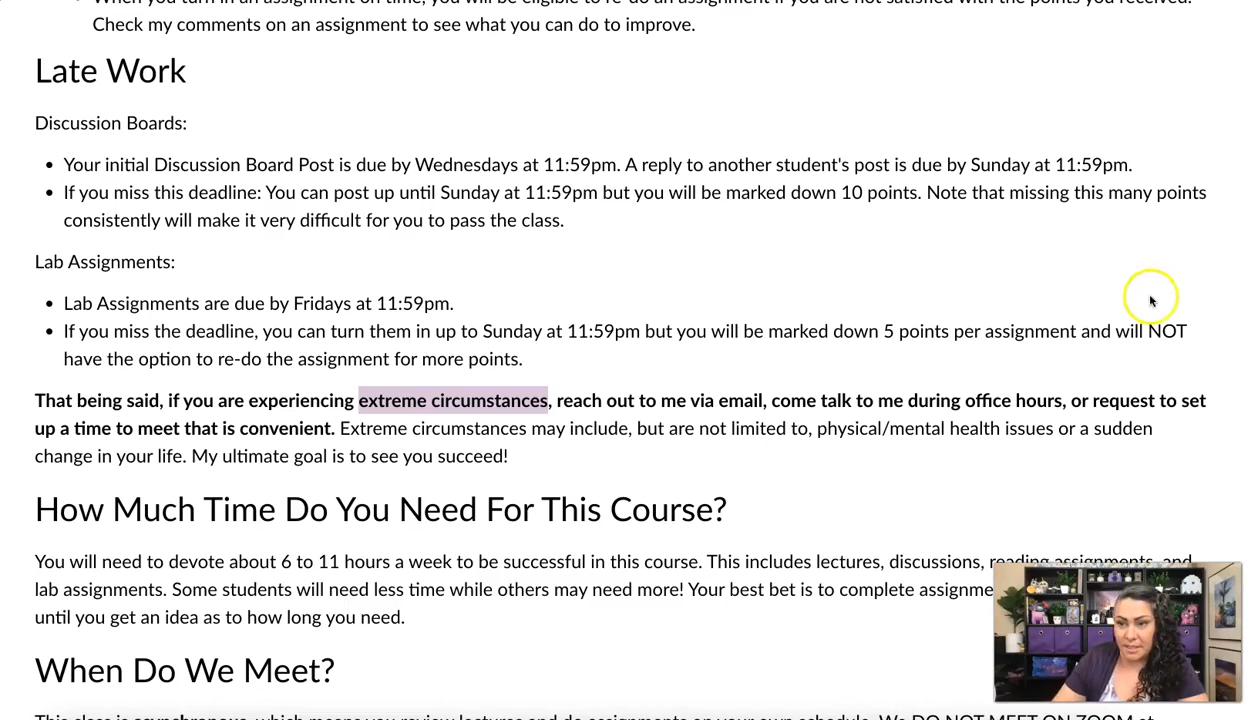 Check my comments on an assignment to see what you can do to improve.
Late Work
Discussion Boards:
• Your initial Discussion Board Post is due by Wednesdays at 11:59pm. A reply to another student's post is due by Sunday at 11:59pm.
• If you miss this deadline: You can post up until Sunday at 11:59pm but you will be marked down 10 points. Note that missing this many points
consistently will make it very difficult for you to pass the class.
Lab Assignments:
• Lab Assignments are due by Fridays at 11:59pm.
• If you miss the deadline, you can turn them in up to Sunday at 11:59pm but you will be marked down 5 points per assignment and will NOT
have the option to re-do the assignment for more points.
That being said, if you are experiencing extreme circumstances, reach out to me via email, come talk to me during office hours, or request to set
up a time to meet that is convenient. Extreme circumstances may include, but are not limited to, physical/mental health issues or a sudden
change in your life. My ultimate goal is to see you succeed!
How Much Time Do You Need For This Course?
You will need to devote about 6 to 11 hours a week to be successful in this course. This includes lectures, discussions, reading assignments, and
lab assignments. Some students will need less time while others may need more! Your best bet is to complete assignme
until you get an idea as to how long you need.
When Do We Meet?